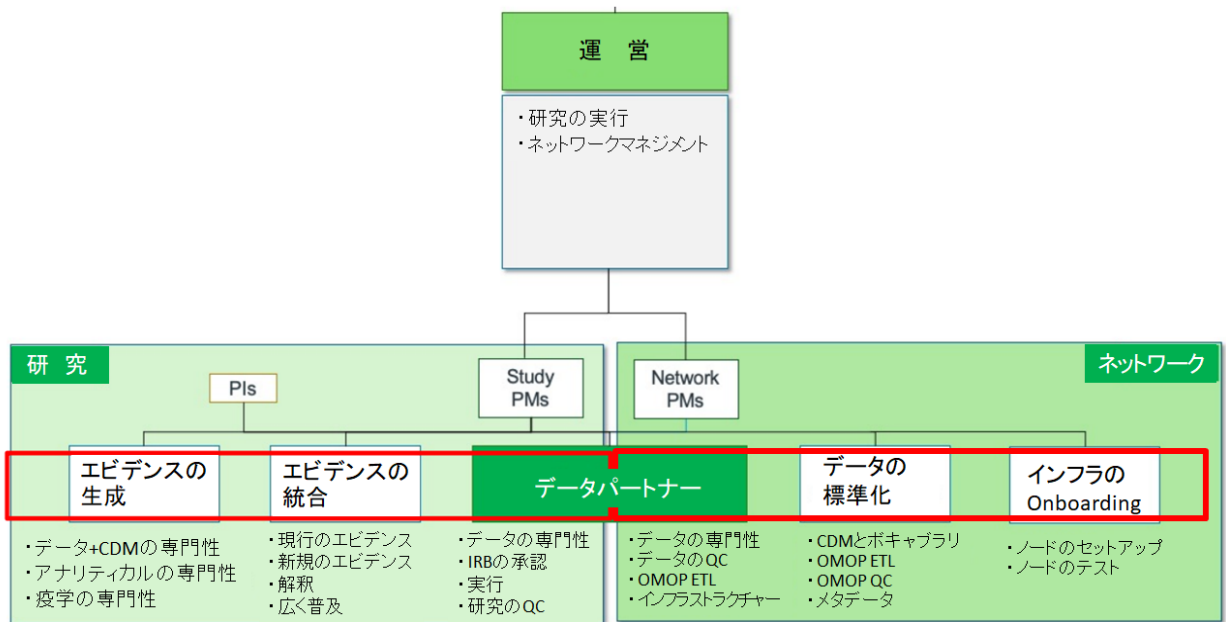 運 営
・研究の実行
・ネットワークマネジメント
研 究
ネットワーク
PIs
Study
PMs
Network
PMs
エビデンスの
生成
エビデンスの
統合
データパートナー
データの
標準化
インフラの
Onboarding
・データ+CDMの専門性
・アナリティカルの専門性
・疫学の専門性
・現行のエビデンス
・新規のエビデンス
・解釈
・広く普及
・データの専門性
・IRBの承認
・実行
・研究のQC
・データの専門性
・データのQC
・OMOP ETL
・インフラストラクチャー
・CDMとボキャブラリ
・OMOP ETL
・OMOP QC
・メタデータ
・ノードのセットアップ
・ノードのテスト